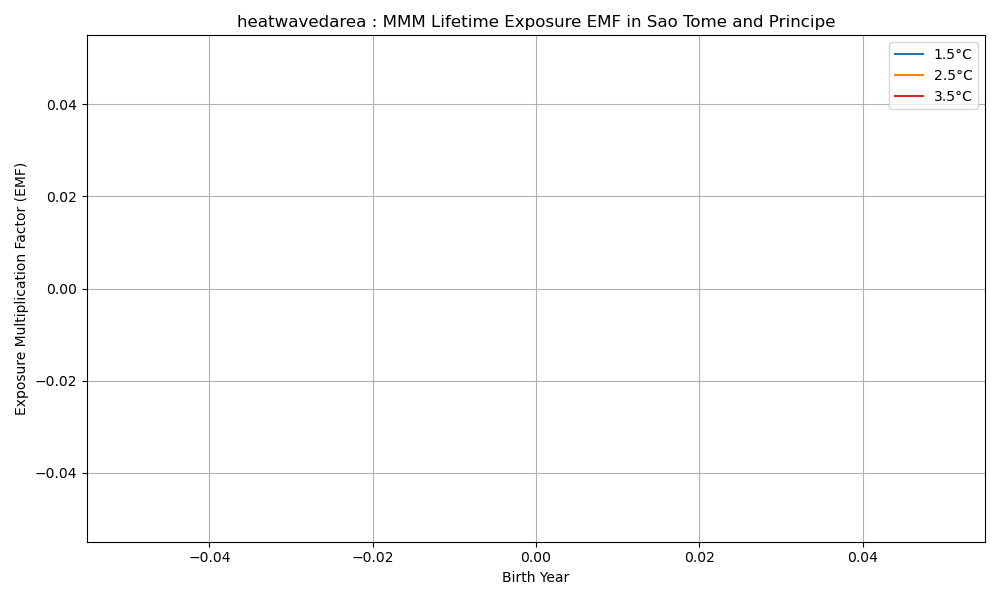 heatwavedarea : MMM Lifetime Exposure EMF in Sao Tome and Principe
1.5°C
2.5°C
3.5°C
Exposure Multiplication Factor (EMF)
0.04
0.02
0.00
−0.02
−0.04
−0.04
−0.02
0.00
0.02
0.04
Birth Year